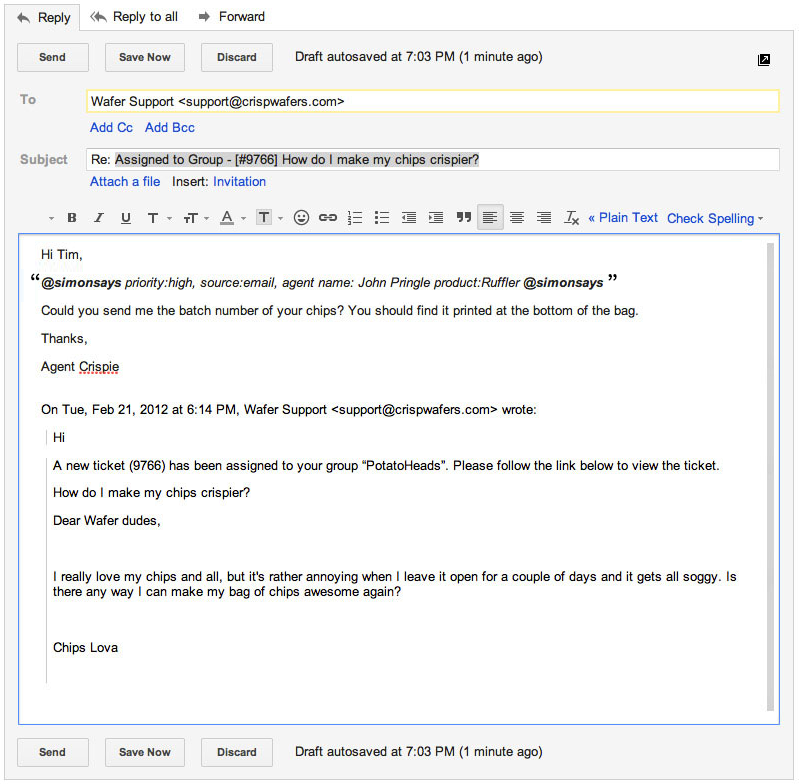 Reply Reply to all Forward
Send Save Now Discard Draft autosaved at 7:03 PM (1 minute ago)
To Wafer Support <support@crispwafers.com>
Add Cc Add Bcc
Subject Re: Assigned to Group - [#9766] How do I make my chips crispier?
Attach a file Insert: Invitation
B I U T TT A T Tx « Plain Text Check Spelling
Hi Tim,
“@simonsays priority:high, source:email, agent name: John Pringle product:Ruffler @simonsays ”
Could you send me the batch number of your chips? You should find it printed at the bottom of the bag.
Thanks,
Agent Crispie
On Tue, Feb 21, 2012 at 6:14 PM, Wafer Support <support@crispwafers.com> wrote:
Hi
A new ticket (9766) has been assigned to your group “PotatoHeads”. Please follow the link below to view the ticket.
How do I make my chips crispier?
Dear Wafer dudes,
I really love my chips and all, but it's rather annoying when I leave it open for a couple of days and it gets all soggy. Is
there any way I can make my bag of chips awesome again?
Chips Lova
Send Save Now Discard Draft autosaved at 7:03 PM (1 minute ago)